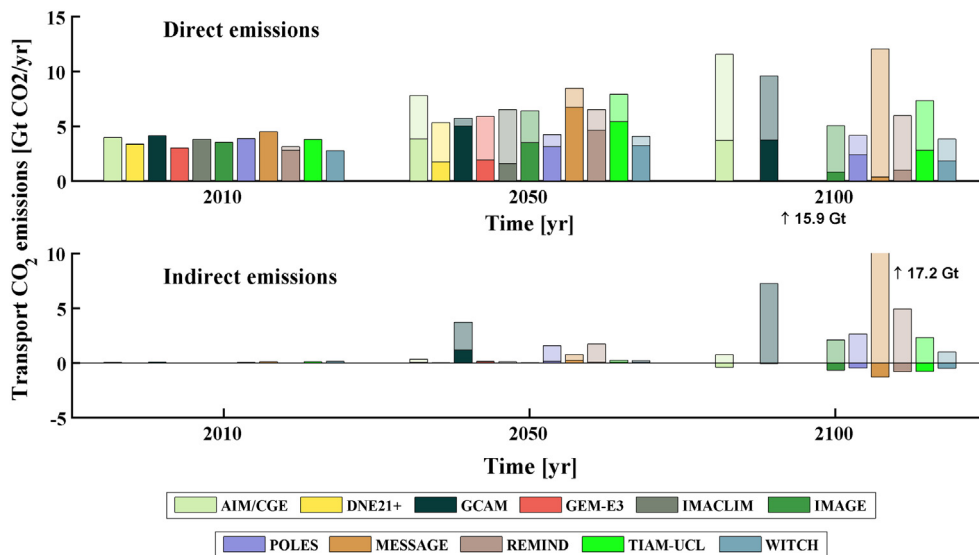 Transport CO2 emissions [Gt CO2/yr]
15
Direct emissions
10
5
0
2010
2050
2100
Time [yr]
↑ 15.9 Gt
10
Indirect emissions
↑ 17.2 Gt
5
0
-5
2010
2050
2100
Time [yr]
AIM/CGE DNE21+ GCAM GEM-E3 IMACLIM IMAGE
POLES MESSAGE REMIND TIAM-UCL WITCH